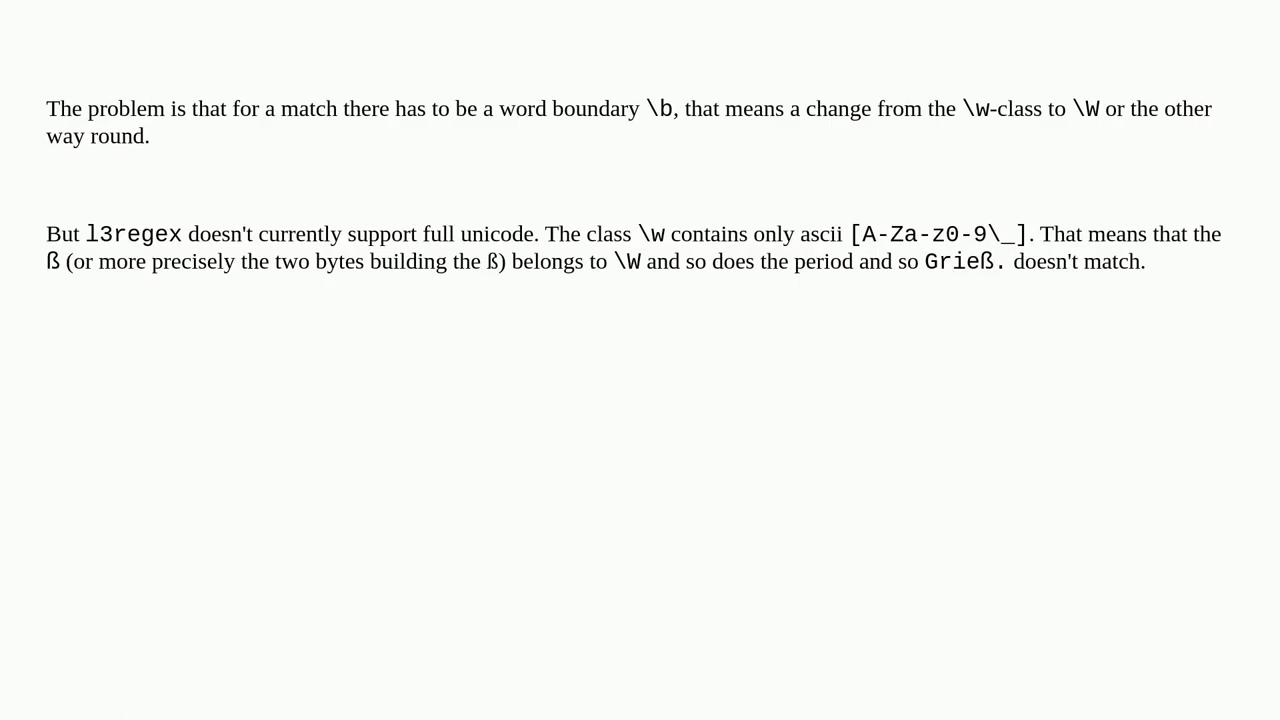 The problem is that for a match there has to be a word boundary \b, that means a change from the \w-class to \W or the other
way round.
But l3regex doesn't currently support full unicode. The class \w contains only ascii [A-Za-z0-9\_]. That means that the
ß (or more precisely the two bytes building the ß) belongs to \W and so does the period and so Grieß. doesn't match.